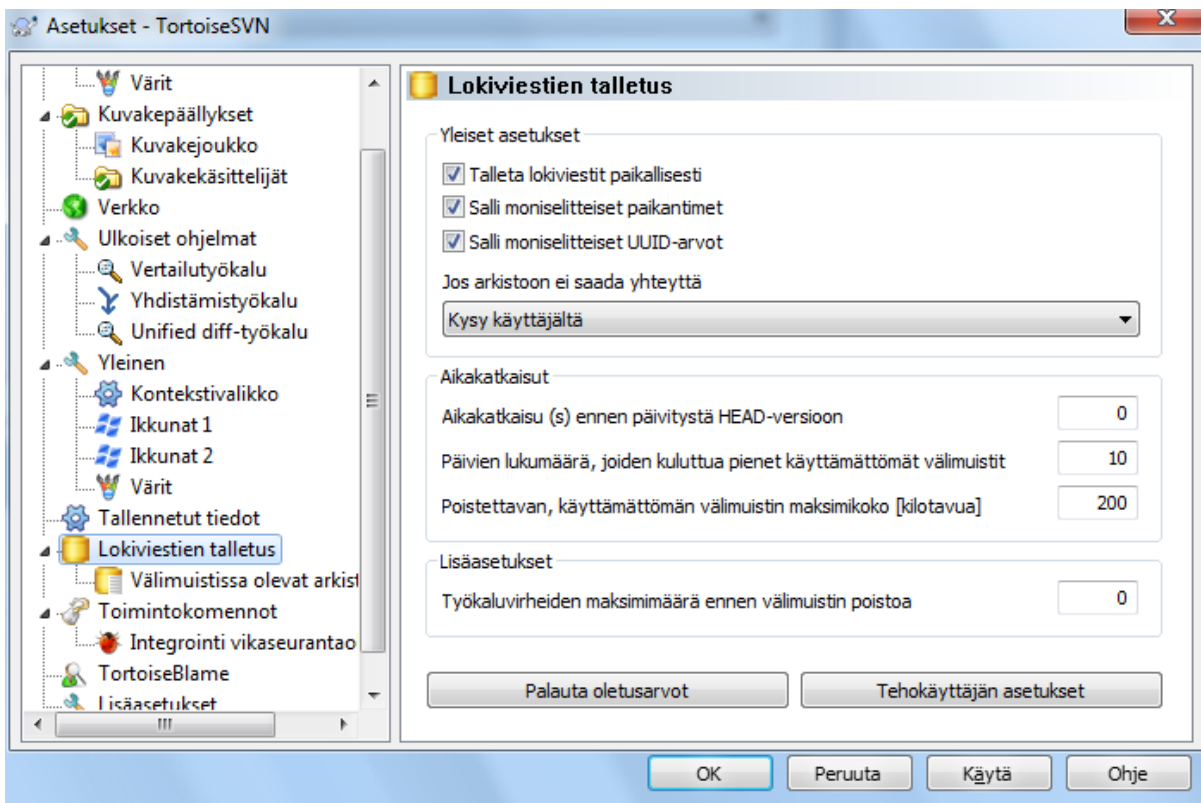 Asetukset - TortoiseSVN
Värit
Kuvakepäällykset
Kuvakejoukko
Kuvakekäsittelijät
Verkko
Ulkoiset ohjelmat
Vertailutyökalu
Yhdistämistyökalu
Unified diff-työkalu
Yleinen
Kontekstivalikko
Ikkunat 1
Ikkunat 2
Värit
Tallennetut tiedot
Lokiviestien talletus
Välimuistissa olevat arkist
Toimintokomennot
Integrointi vikaseurantao
TortoiseBlame
Lisäasetukset
Lokiviestien talletus
Yleiset asetukset
Talleta lokiviestit paikallisesti
Salli moniselitteiset paikantimet
Salli moniselitteiset UUID-arvot
Jos arkistoon ei saada yhteyttä
Kysy käyttäjältä
Aikakatkaisut
Aikakatkaisu (s) ennen päivitystä HEAD-versioon 0
Päivien lukumäärä, joiden kuluttua pienet käyttämättömät välimuistit 10
Poistettavan, käyttämättömän välimuistin maksimikoko [kilotavua] 200
Lisäasetukset
Työkaluvirheiden maksimimäärä ennen välimuistin poistoa 0
Palauta oletusarvot Tehokäyttäjän asetukset
OK Peruuta Käytä Ohje